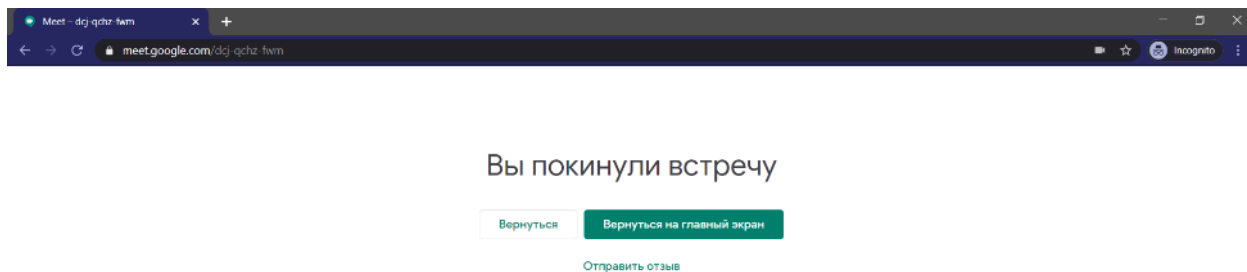 Meet – dcj-qchz-fwm
meet.google.com/dcj-qchz-fwm
Incognito
Вы покинули встречу
Вернуться
Вернуться на главный экран
Отправить отзыв